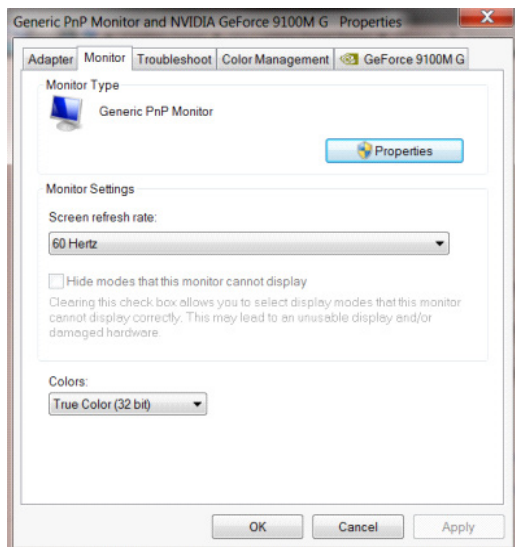 Generic PnP Monitor and NVIDIA GeForce 9100M G Properties
X
Adapter Monitor Troubleshoot Color Management GeForce 9100M G
Monitor Type
Generic PnP Monitor
Properties
Monitor Settings
Screen refresh rate:
60 Hertz
Hide modes that this monitor cannot display
Clearing this check box allows you to select display modes that this monitor
cannot display correctly. This may lead to an unusable display and/or
damaged hardware.
Colors:
True Color (32 bit)
OK Cancel Apply